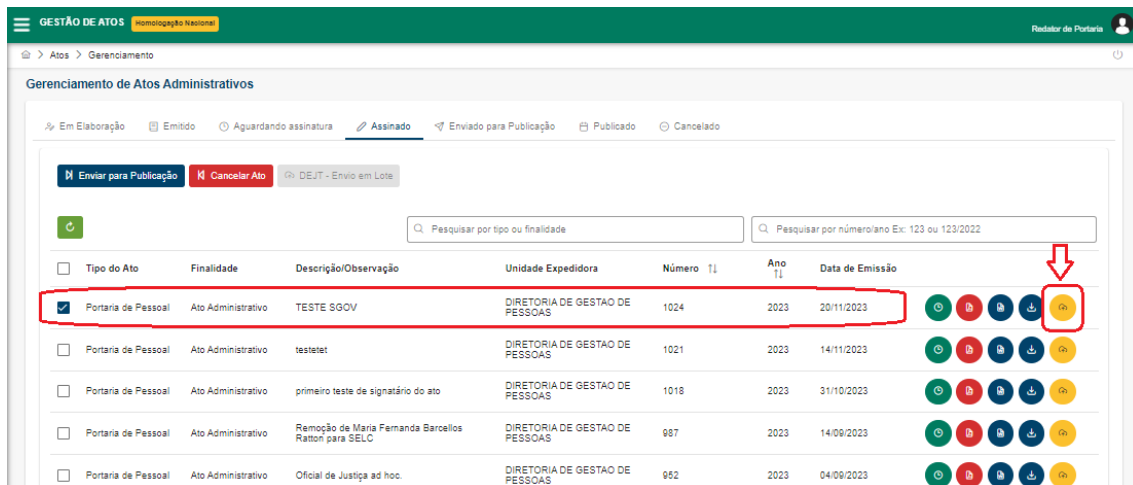 GESTÃO DE ATOS Homologação Nacional
Redator de Portaria
> Atos > Gerenciamento
Gerenciamento de Atos Administrativos
Em Elaboração Emitido Aguardando assinatura Assinado Enviado para Publicação Publicado Cancelado
Enviar para Publicação Cancelar Ato DEJT - Envio em Lote
Pesquisar por tipo ou finalidade Pesquisar por número/ano Ex: 123 ou 123/2022
Tipo do Ato Finalidade Descrição/Observação Unidade Expedidora Número Ano Data de Emissão
Portaria de Pessoal Ato Administrativo TESTE SGOV DIRETORIA DE GESTAO DE PESSOAS 1024 2023 20/11/2023
Portaria de Pessoal Ato Administrativo testetet DIRETORIA DE GESTAO DE PESSOAS 1021 2023 14/11/2023
Portaria de Pessoal Ato Administrativo primeiro teste de signatário do ato DIRETORIA DE GESTAO DE PESSOAS 1018 2023 31/10/2023
Portaria de Pessoal Ato Administrativo Remoção de Maria Fernanda Barcellos Ratton para SELC DIRETORIA DE GESTAO DE PESSOAS 987 2023 14/09/2023
Portaria de Pessoal Ato Administrativo Oficial de Justiça ad hoc. DIRETORIA DE GESTAO DE PESSOAS 952 2023 04/09/2023